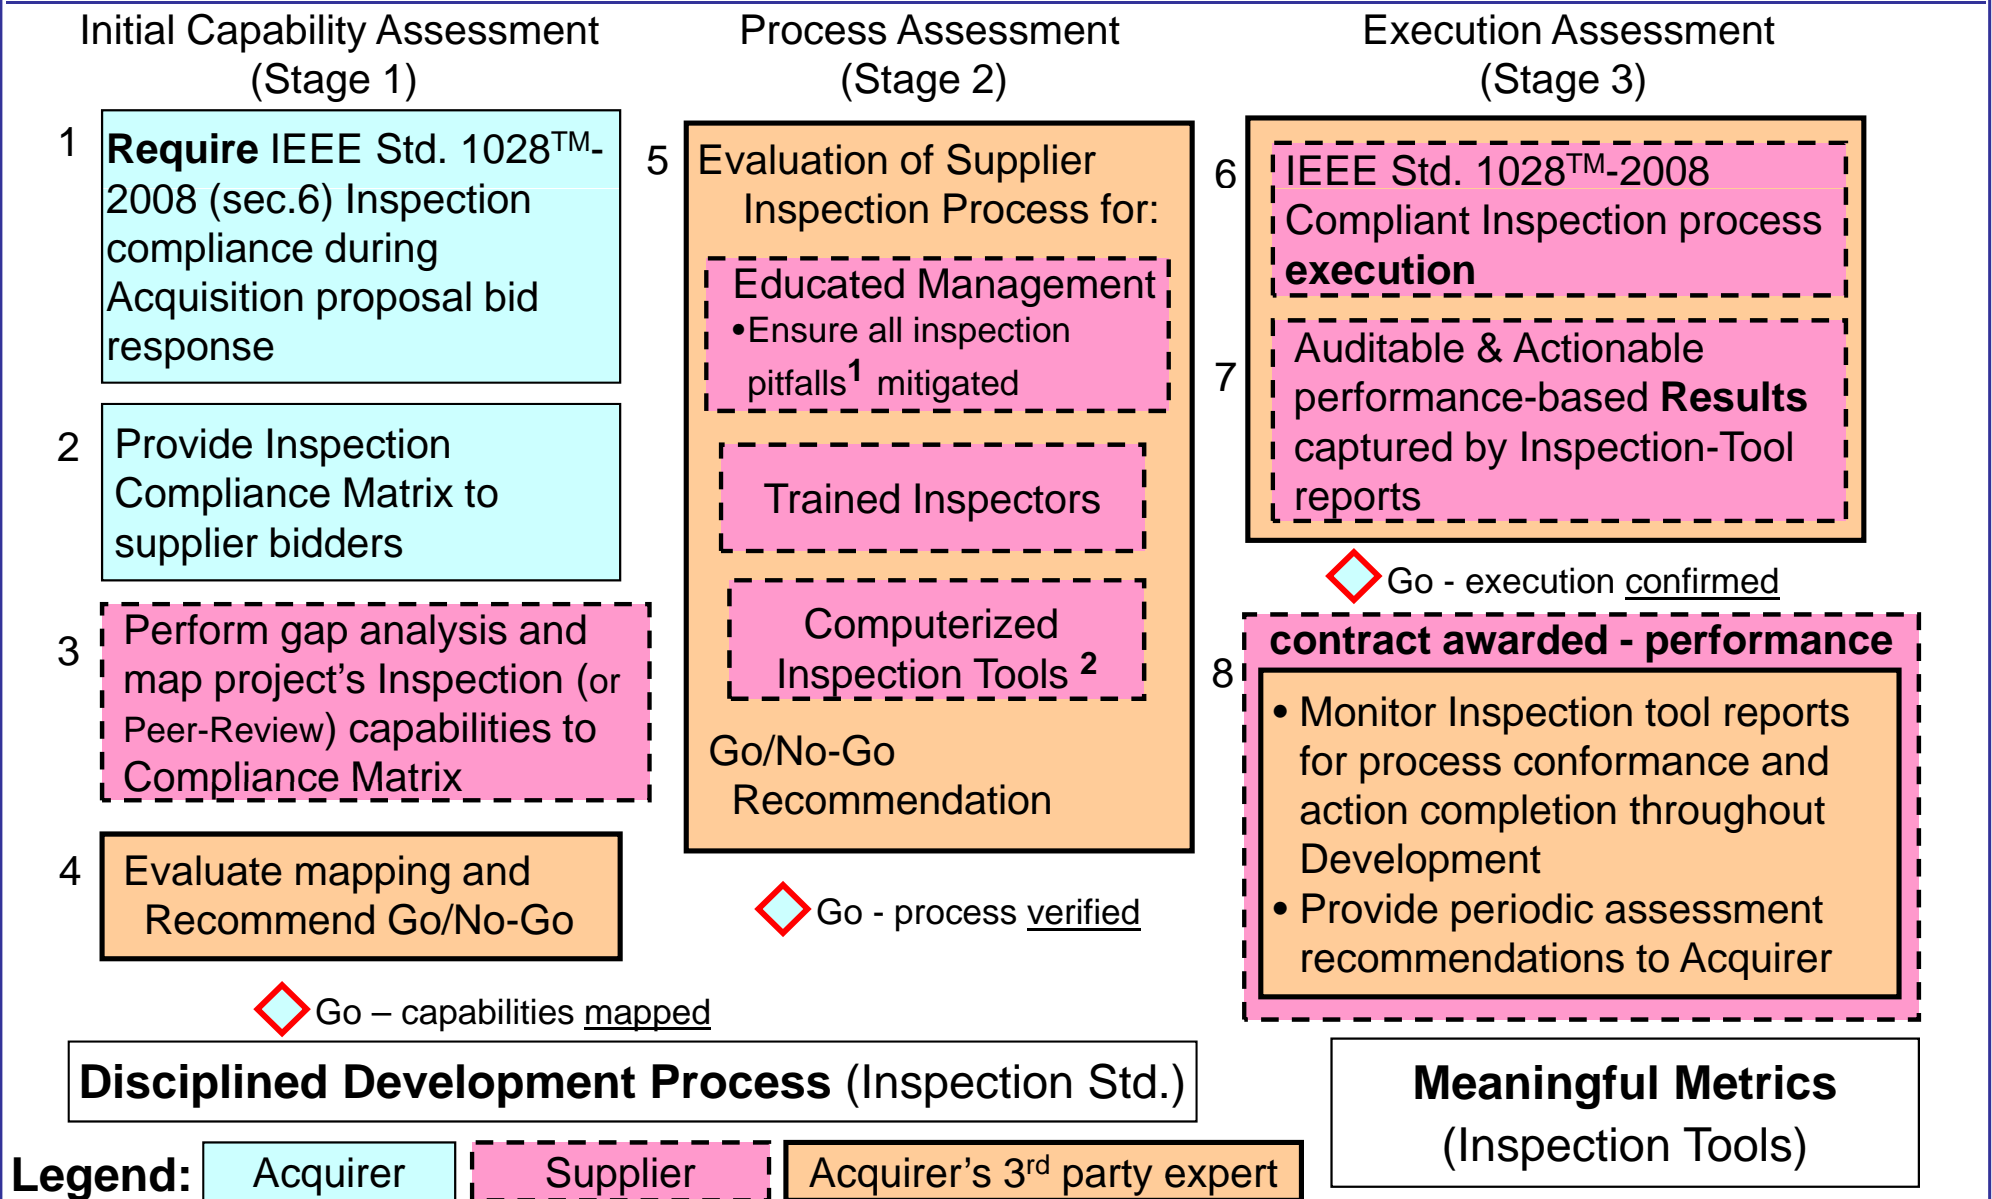 Initial Capability Assessment
(Stage 1)
1
Require IEEE Std. 1028TM-
2008 (sec.6) Inspection
compliance during
Acquisition proposal bid
response
2
Provide Inspection
Compliance Matrix to
supplier bidders
3
Perform gap analysis and
map project's Inspection (or
Peer-Review) capabilities to
Compliance Matrix
4
Evaluate mapping and
Recommend Go/No-Go
Go – capabilities mapped
Process Assessment
(Stage 2)
5
Evaluation of Supplier
Inspection Process for:
Educated Management
•Ensure all inspection
pitfalls1 mitigated
Trained Inspectors
Computerized
Inspection Tools 2
Go/No-Go
Recommendation
Go - process verified
Execution Assessment
(Stage 3)
6
IEEE Std. 1028TM-2008
Compliant Inspection process
execution
7
Auditable & Actionable
performance-based Results
captured by Inspection-Tool
reports
Go - execution confirmed
8
contract awarded - performance
• Monitor Inspection tool reports
for process conformance and
action completion throughout
Development
• Provide periodic assessment
recommendations to Acquirer
Disciplined Development Process (Inspection Std.)
Meaningful Metrics
(Inspection Tools)
Legend:
Acquirer
Supplier
Acquirer's 3rd party expert